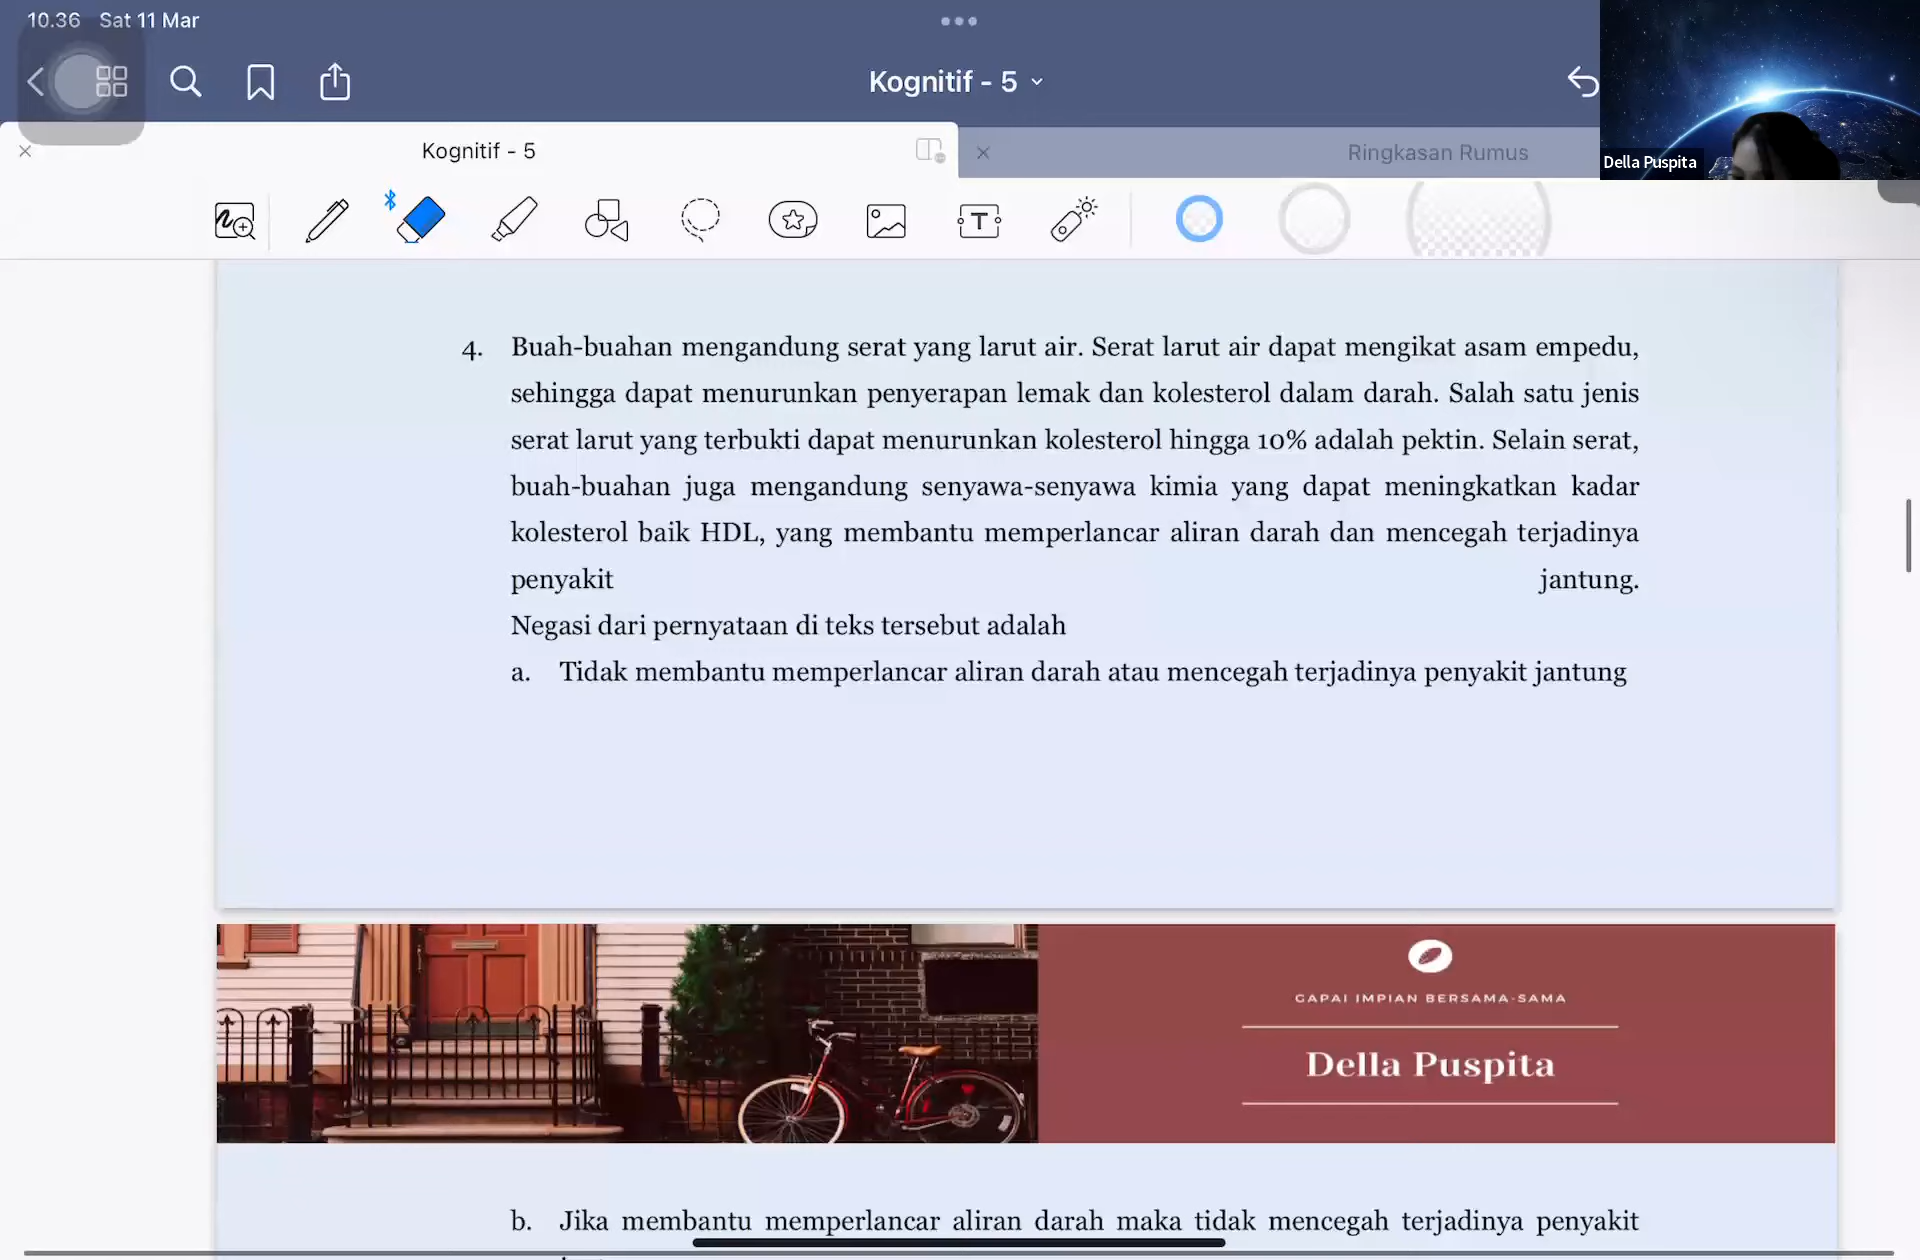 10.36 Sat 11 Mar
Kognitif - 5
Kognitif - 5
Ringkasan Rumus
Della Puspita
T
4. Buah-buahan mengandung serat yang larut air. Serat larut air dapat mengikat asam empedu,
sehingga dapat menurunkan penyerapan lemak dan kolesterol dalam darah. Salah satu jenis
serat larut yang terbukti dapat menurunkan kolesterol hingga 10% adalah pektin. Selain serat,
buah-buahan juga mengandung senyawa-senyawa kimia yang dapat meningkatkan kadar
kolesterol baik HDL, yang membantu memperlancar aliran darah dan mencegah terjadinya
penyakit jantung.
Negasi dari pernyataan di teks tersebut adalah
a. Tidak membantu memperlancar aliran darah atau mencegah terjadinya penyakit jantung
GAPAI IMPIAN BERSAMA-SAMA
Della Puspita
b. Jika membantu memperlancar aliran darah maka tidak mencegah terjadinya penyakit